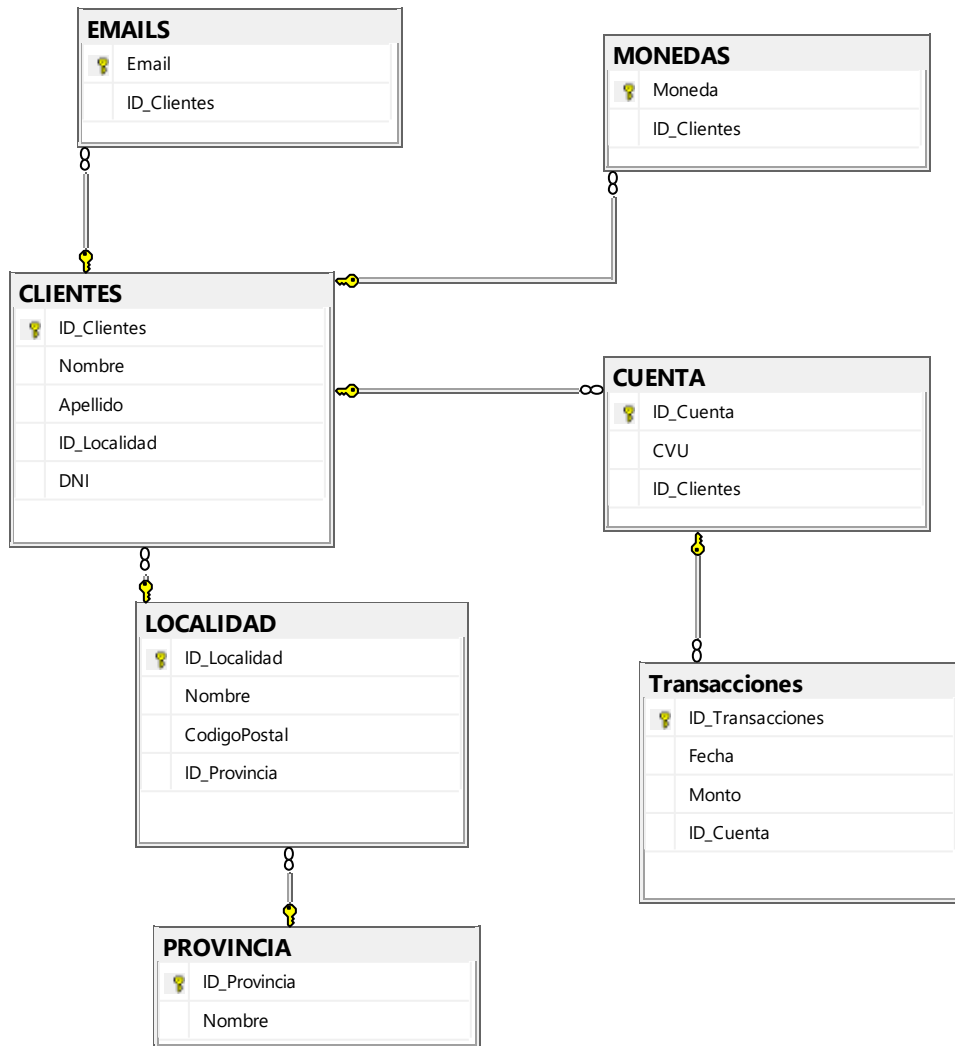 EMAILS
Email
ID_Clientes
MONEDAS
Moneda
ID_Clientes
CLIENTES
ID_Clientes
Nombre
Apellido
ID_Localidad
DNI
CUENTA
ID_Cuenta
CVU
ID_Clientes
LOCALIDAD
ID_Localidad
Nombre
CodigoPostal
ID_Provincia
Transacciones
ID_Transacciones
Fecha
Monto
ID_Cuenta
PROVINCIA
ID_Provincia
Nombre